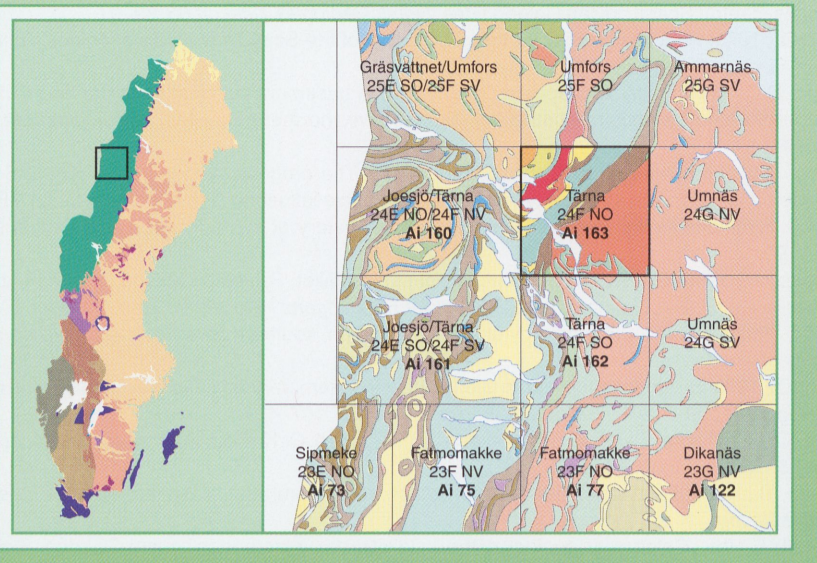 Gräsvattnet/Umfors
25E SO/25F SV
Umfors
25F SO
Ammarnäs
25G SV
Joesjö/Tärna
24E NO/24F NV
Ai 160
Tärna
24F NO
Ai 163
Umnäs
24G NV
Joesjö/Tärna
24E SO/24F SV
Ai 161
Tärna
24F SO
Ai 162
Umnäs
24G SV
Sipmeke
23E NO
Ai 73
Fatmomakke
23F NV
Ai 75
Fatmomakke
23F NO
Ai 77
Dikanäs
23G NV
Ai 122